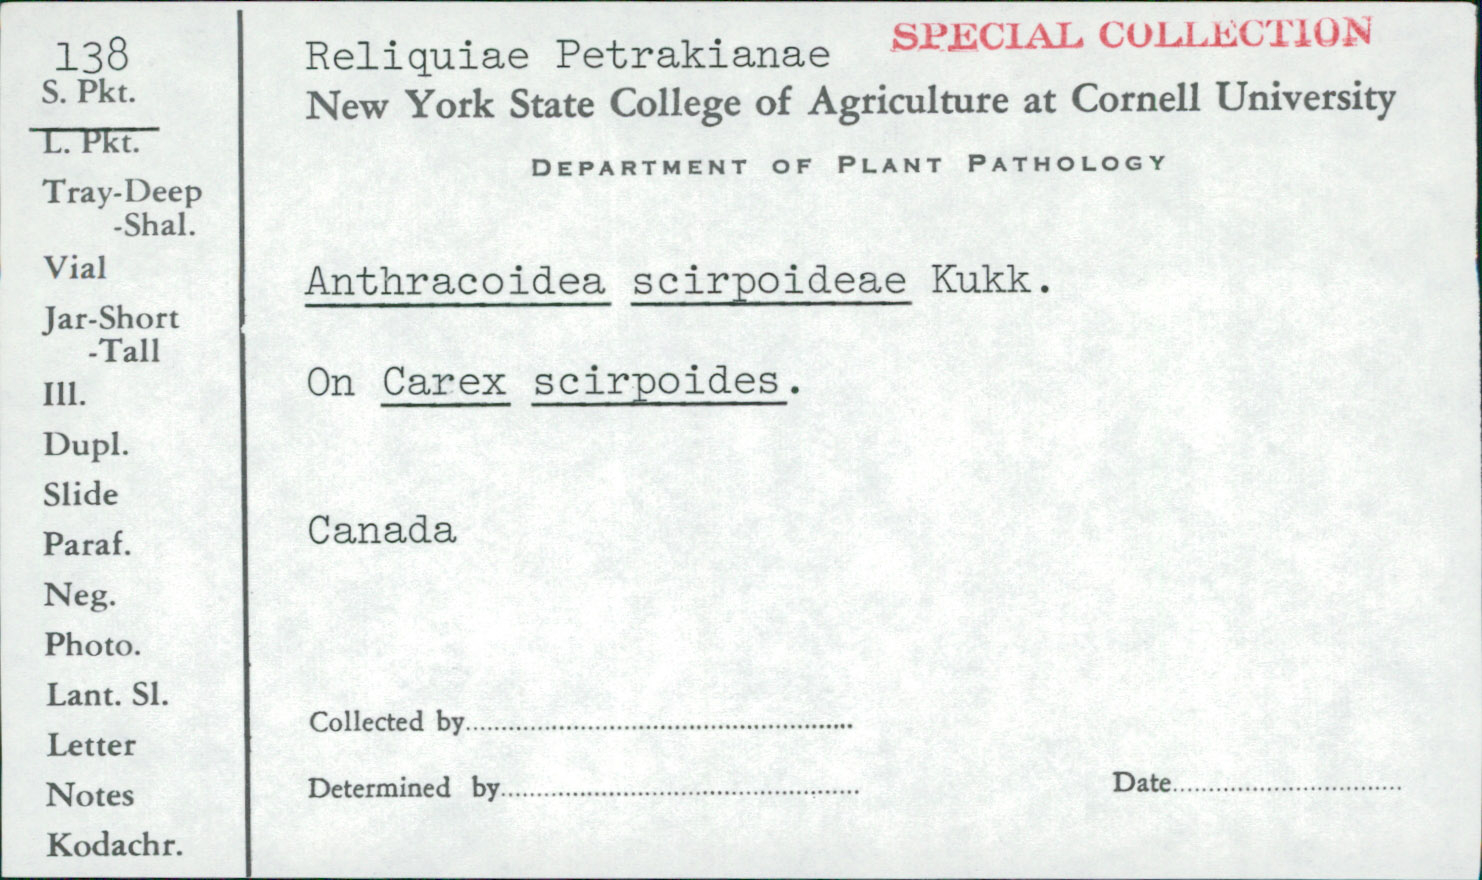 138
S. Pkt.
L. Pkt.
Tray-Deep
-Shal.
Vial
Jar-Short
-Tall
Ill.
Dupl.
Slide
Paraf.
Neg.
Photo.
Lant. Sl.
Letter
Notes
Kodachr.
SPECIAL COLLECTION
Reliquiae Petrakianae
New York State College of Agriculture at Cornell University
DEPARTMENT OF PLANT PATHOLOGY
Anthracoidea scirpoideae Kukk.
On Carex scirpoides.
Canada
Collected by
Determined by
Date